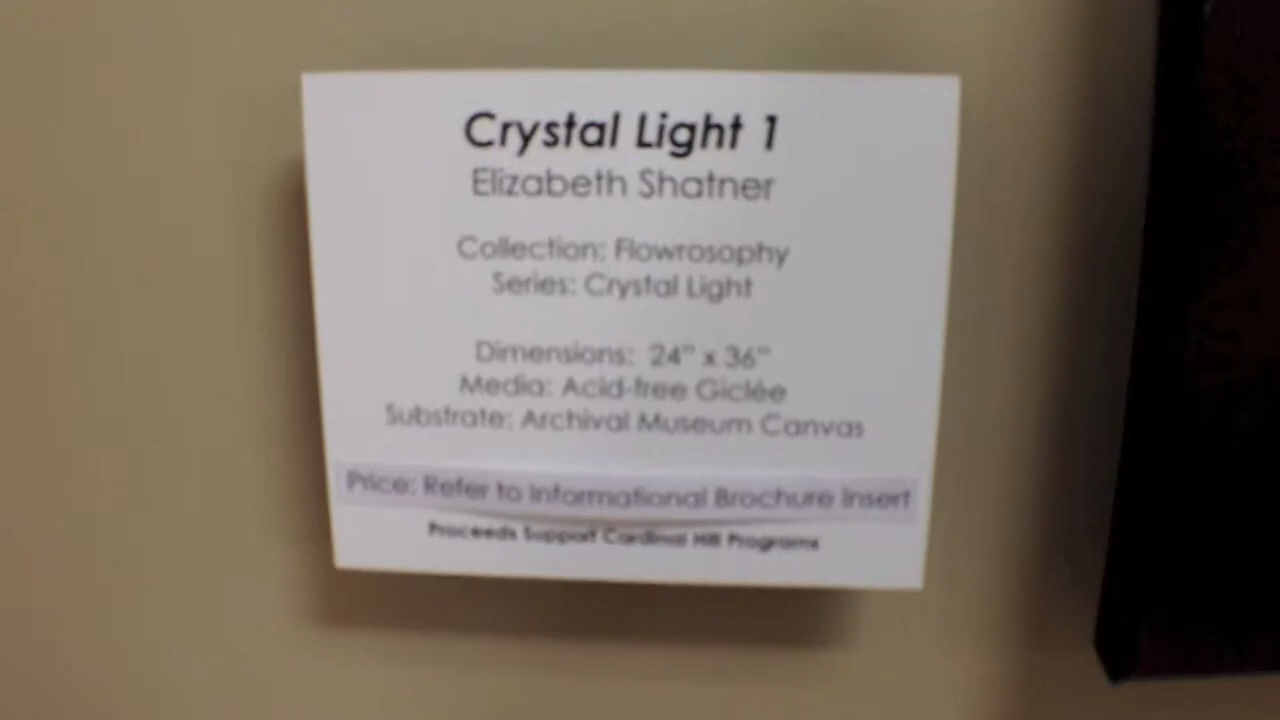 Crystal Light 1
Elizabeth Shatner
Collection: Flowrosophy
Series: Crystal Light
Dimensions: 24" x 36"
Media: Acid-free Giclée
Substrate: Archival Museum Canvas
Price: Refer to Informational Brochure Insert
Proceeds Support Cardinal Hill Programs